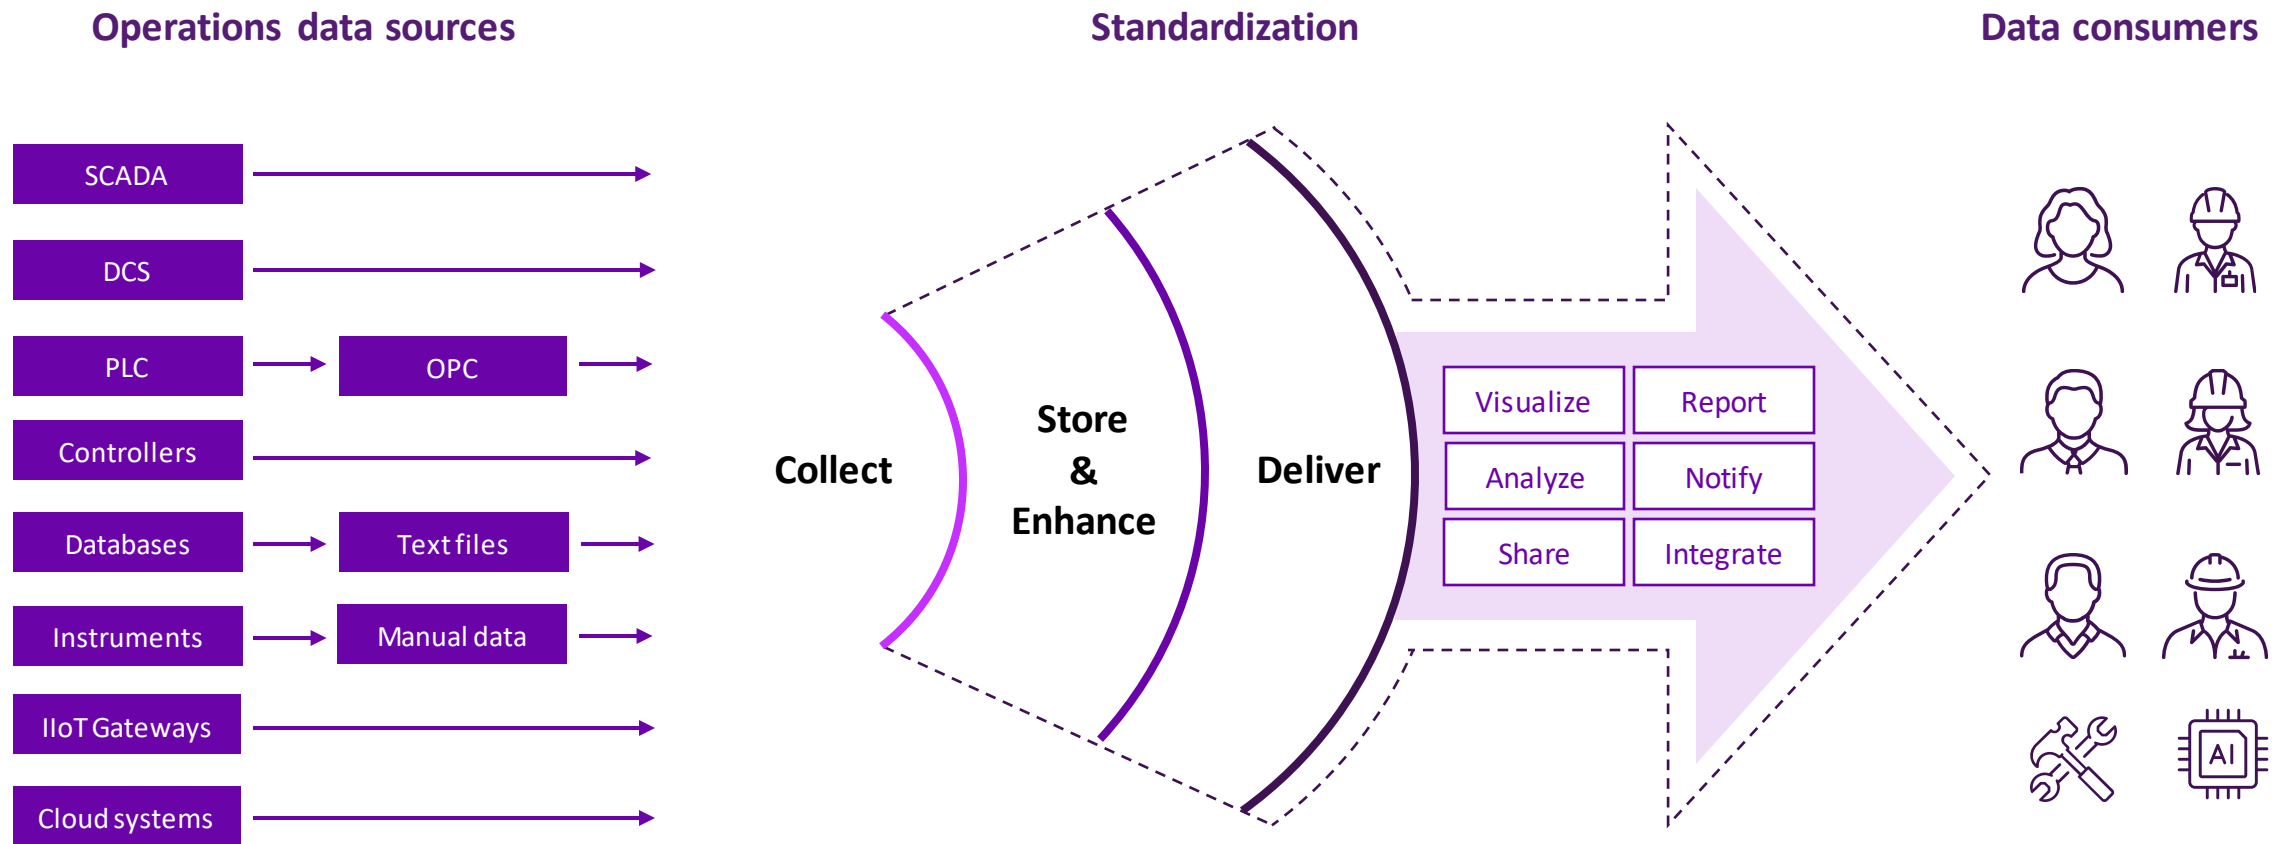 Operations data sources
Standardization
Data consumers
SCADA
DCS
PLC
OPC
Controllers
Databases
Text files
Instruments
Manual data
IIoT Gateways
Cloud systems
Collect
Store
&
Enhance
Deliver
Visualize
Report
Analyze
Notify
Share
Integrate
AI